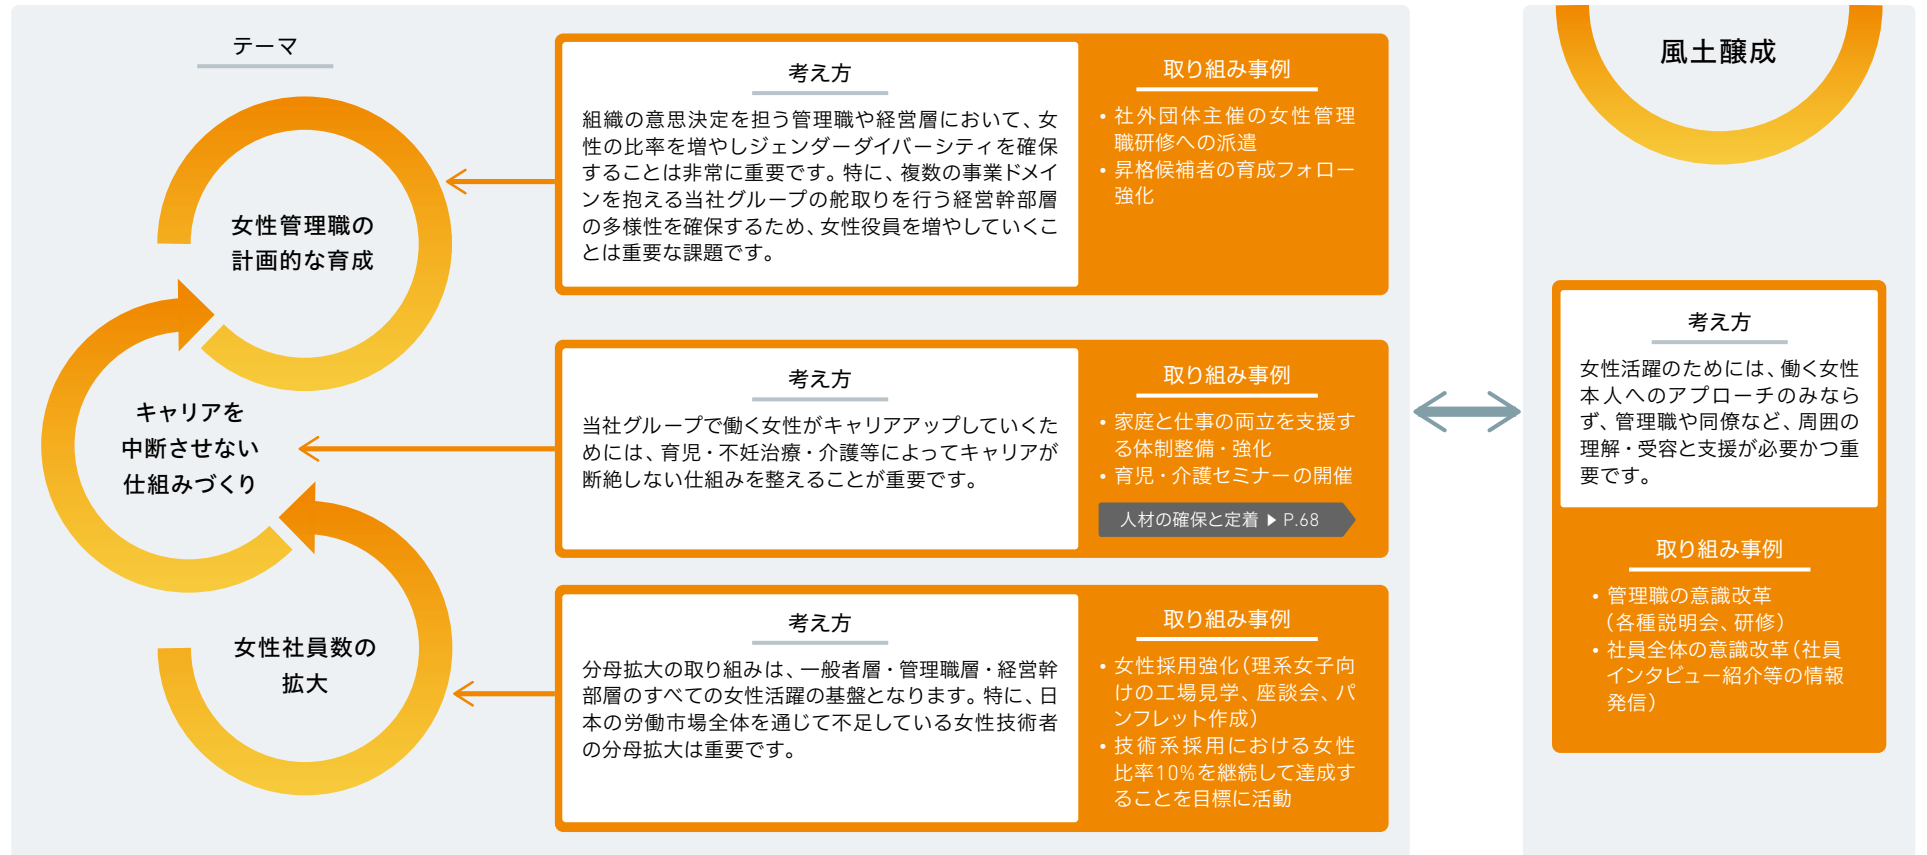 テーマ
女性管理職の
計画的な育成
考え方
組織の意思決定を担う管理職や経営層において、女
性の比率を増やしジェンダーダイバーシティを確保
することは非常に重要です。特に、複数の事業ドメイ
ンを抱える当社グループの舵取りを行う経営幹部層
の多様性を確保するため、女性役員を増やしていくこ
とは重要な課題です。
取り組み事例
• 社外団体主催の女性管理
職研修への派遣
• 昇格候補者の育成フォロー
強化
キャリアを
中断させない
仕組みづくり
考え方
当社グループで働く女性がキャリアアップしていくた
めには、育児・不妊治療・介護等によってキャリアが
断絶しない仕組みを整えることが重要です。
取り組み事例
• 家庭と仕事の両立を支援す
る体制整備・強化
• 育児・介護セミナーの開催
人材の確保と定着 ▶ P.68
女性社員数の
拡大
考え方
分母拡大の取り組みは、一般者層・管理職層・経営幹
部層のすべての女性活躍の基盤となります。特に、日
本の労働市場全体を通じて不足している女性技術者
の分母拡大は重要です。
取り組み事例
• 女性採用強化（理系女子向
けの工場見学、座談会、パ
ンフレット作成）
• 技術系採用における女性
比率10%を継続して達成す
ることを目標に活動
風土醸成
考え方
女性活躍のためには、働く女性
本人へのアプローチのみなら
ず、管理職や同僚など、周囲の
理解・受容と支援が必要かつ重
要です。
取り組み事例
• 管理職の意識改革
（各種説明会、研修）
• 社員全体の意識改革（社員
インタビュー紹介等の情報
発信）